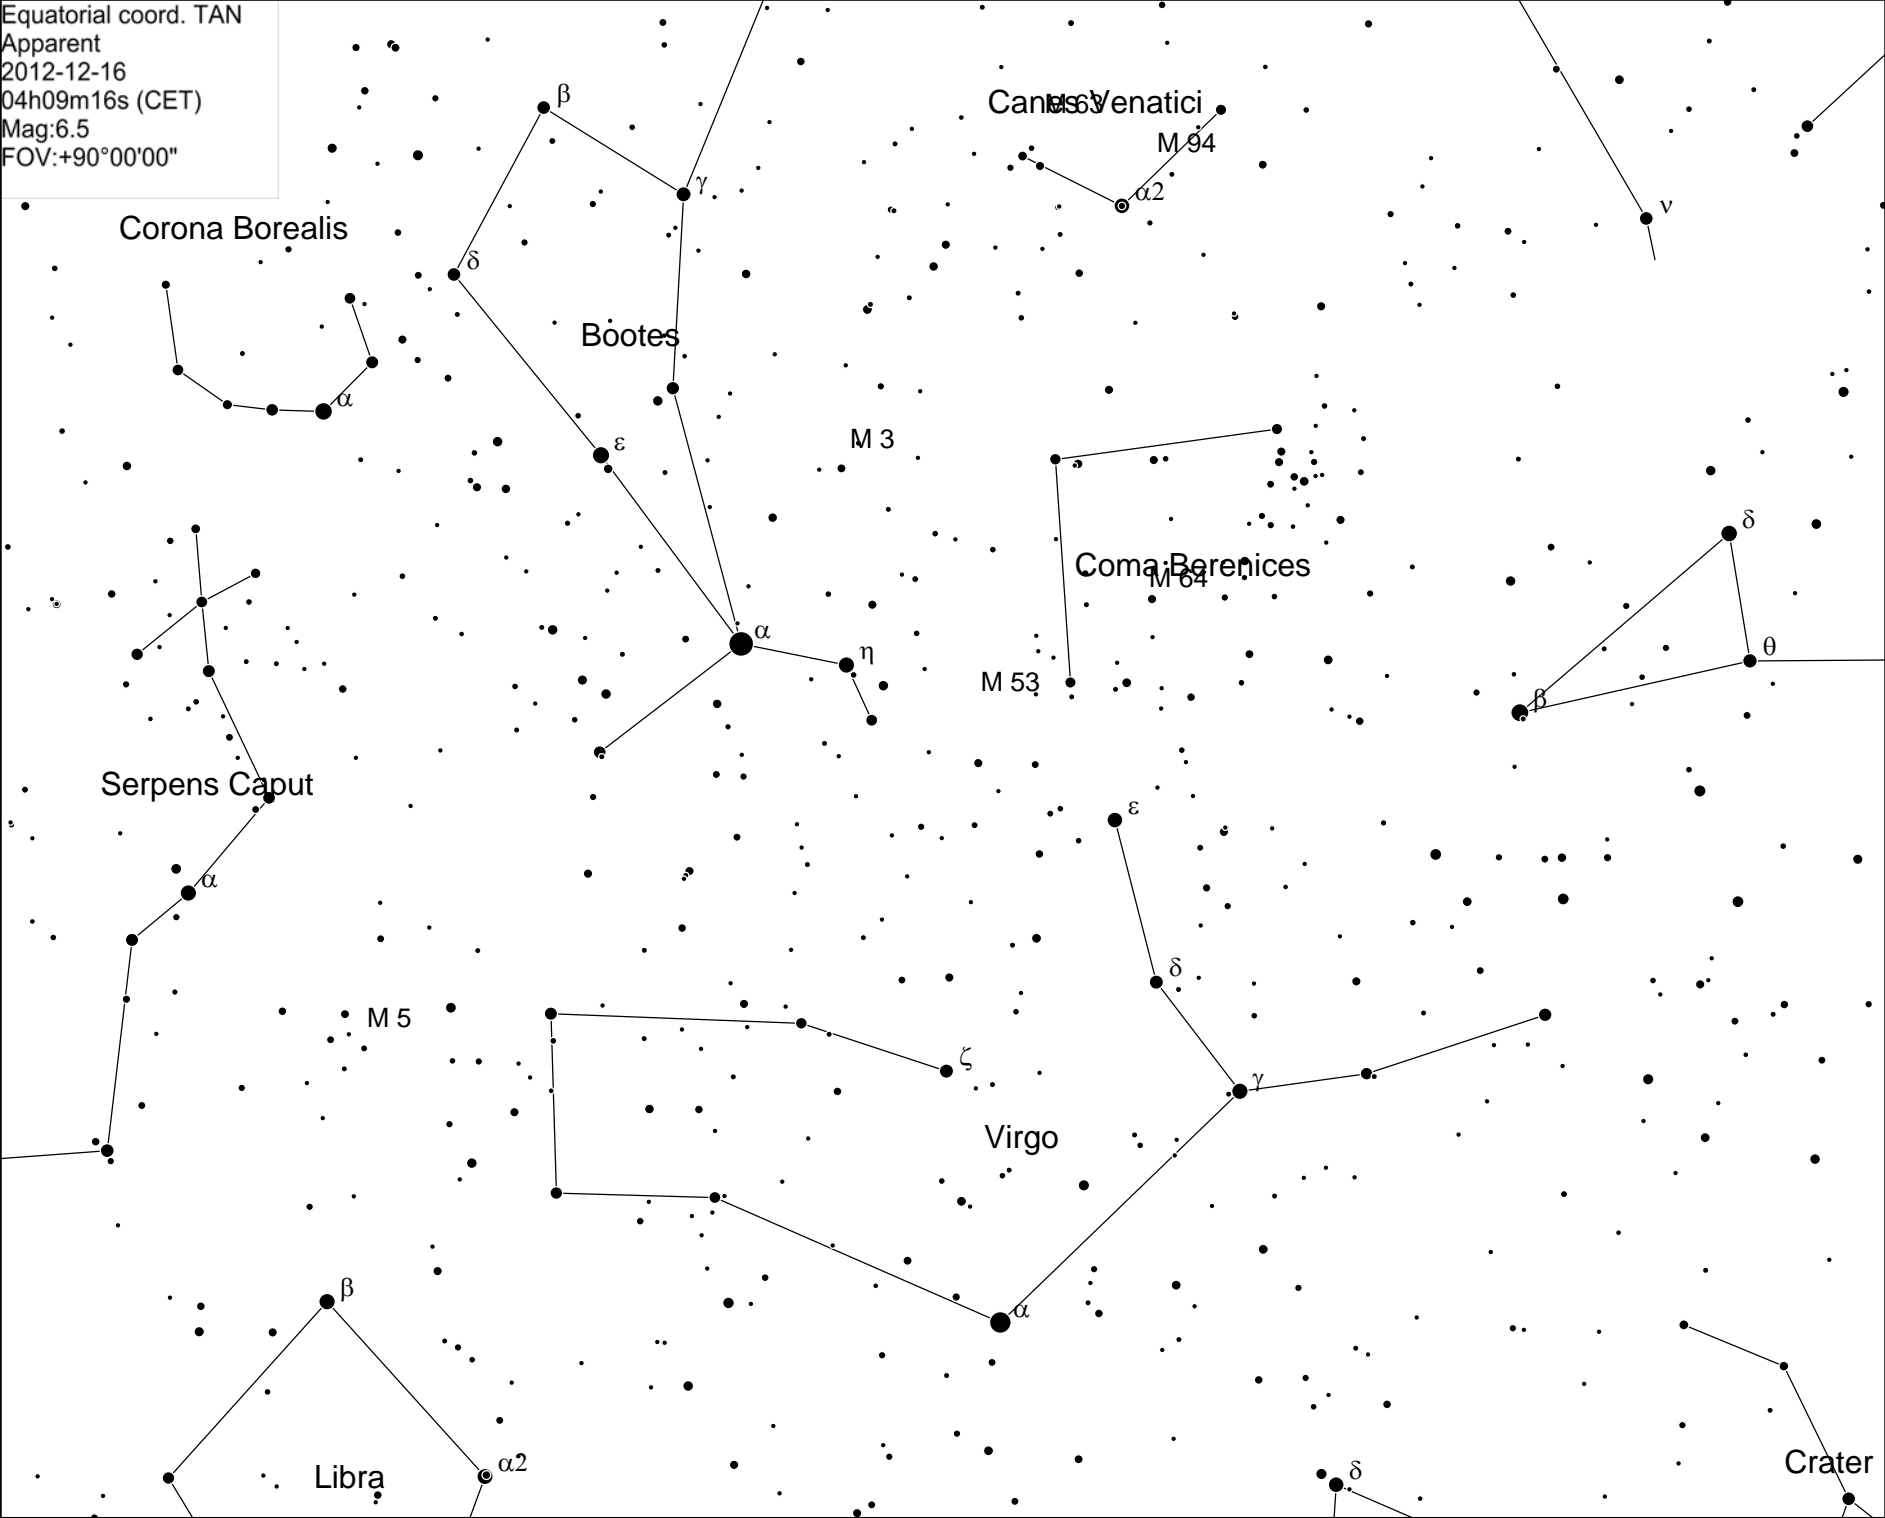 Equatorial coord. TAN
Apparent
2012-12-16
04h09m16s (CET)
Mag:6.5
FOV:+90°00'00"
β
Canes Venatici
M 63
M 94
γ
α2
ν
Corona Borealis
δ
Bootes
α
ε
M 3
δ
Coma Berenices
M 64
α
η
θ
M 53
β
Serpens Caput
ε
α
δ
M 5
ζ
γ
Virgo
β
α
α2
Libra
δ
Crater